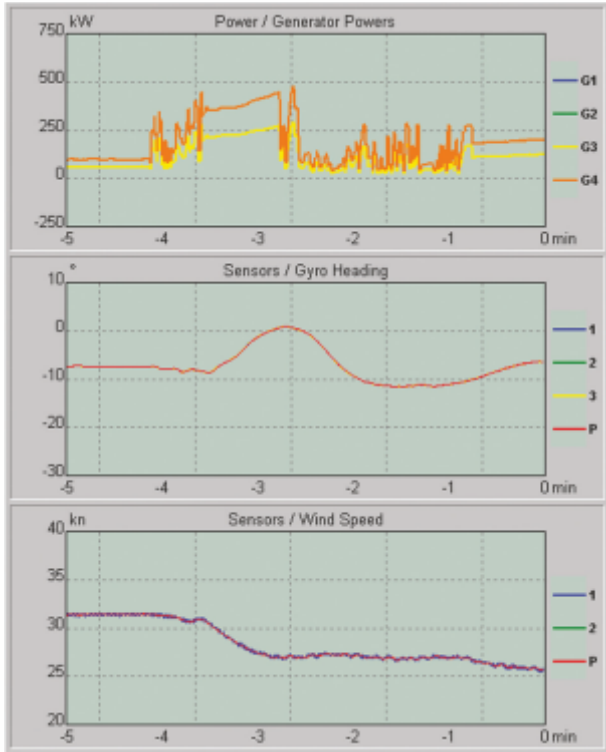 kW Power / Generator Powers
750
500
250
0
-250
-5 -4 -3 -2 -1 0 min
G1
G2
G3
G4
° Sensors / Gyro Heading
10
0
-10
-20
-30
-5 -4 -3 -2 -1 0 min
1
2
3
P
kn Sensors / Wind Speed
40
35
30
25
20
-5 -4 -3 -2 -1 0 min
1
2
P